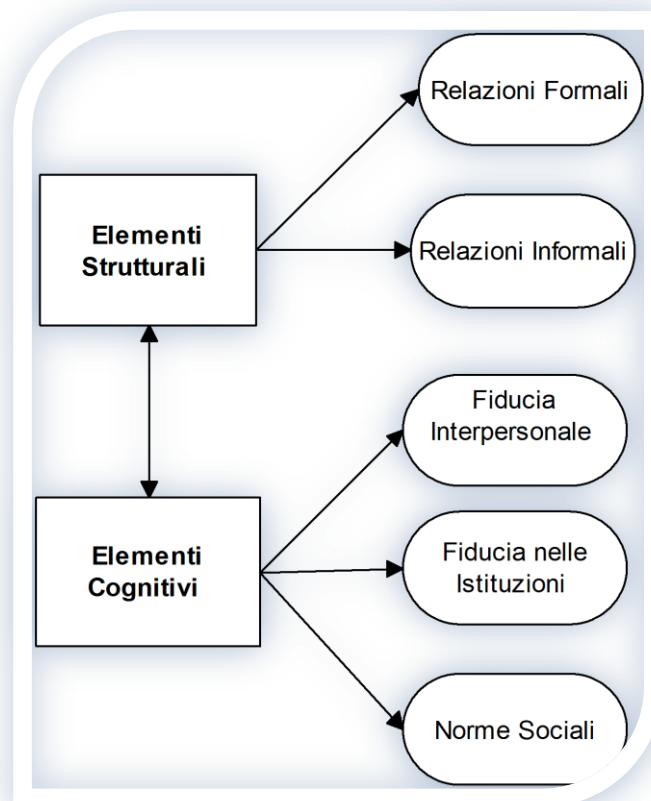 Relazioni Formali
Elementi
Strutturali
Relazioni Informali
Fiducia
Interpersonale
Elementi
Cognitivi
Fiducia nelle
Istituzioni
Norme Sociali